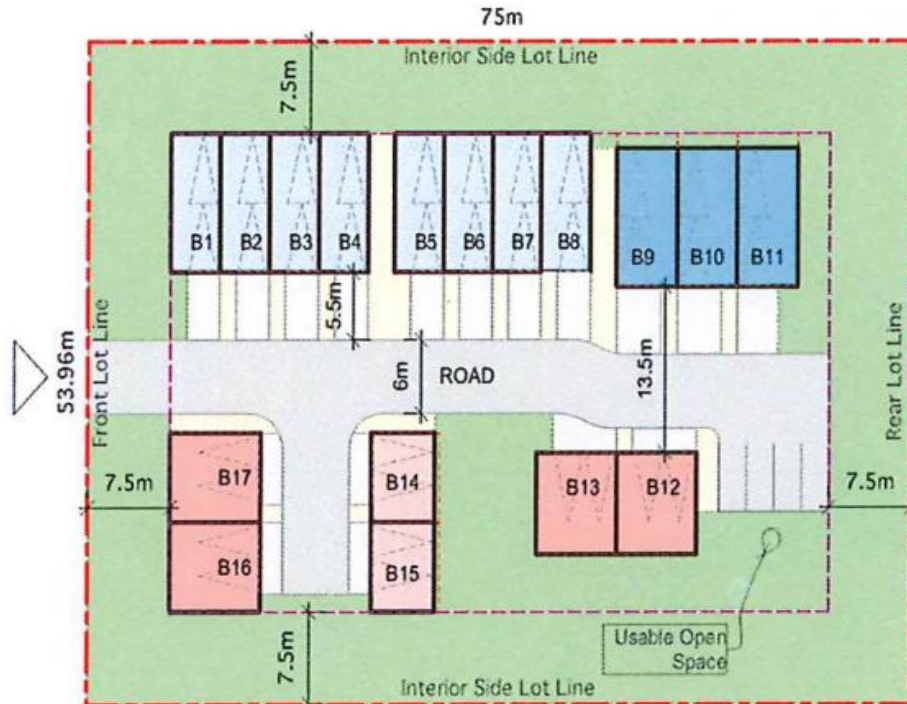 75m
Interior Side Lot Line
7.5m
B1 B2 B3 B4 B5 B6 B7 B8 B9 B10 B11
5.5m
13.5m
6m
ROAD
53.96m
Front Lot Line
Rear Lot Line
B17 B14
B13 B12
7.5m
7.5m
B16 B15
7.5m
Usable Open
Space
Interior Side Lot Line